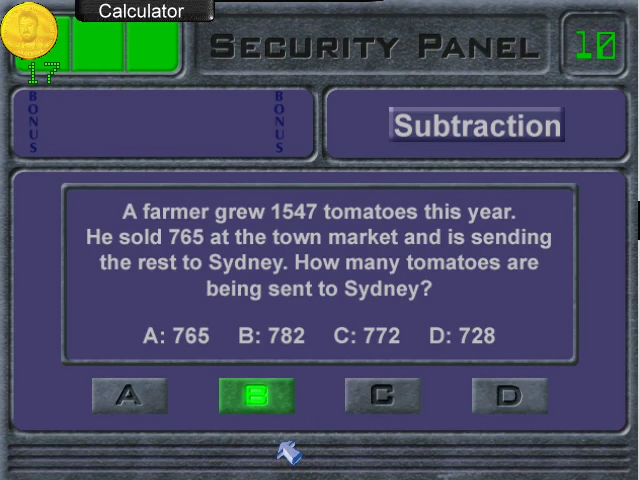 Calculator
17
SECURITY PANEL
10
BONUS
BONUS
Subtraction
A farmer grew 1547 tomatoes this year.
He sold 765 at the town market and is sending
the rest to Sydney. How many tomatoes are
being sent to Sydney?
A: 765 B: 782 C: 772 D: 728
A B C D